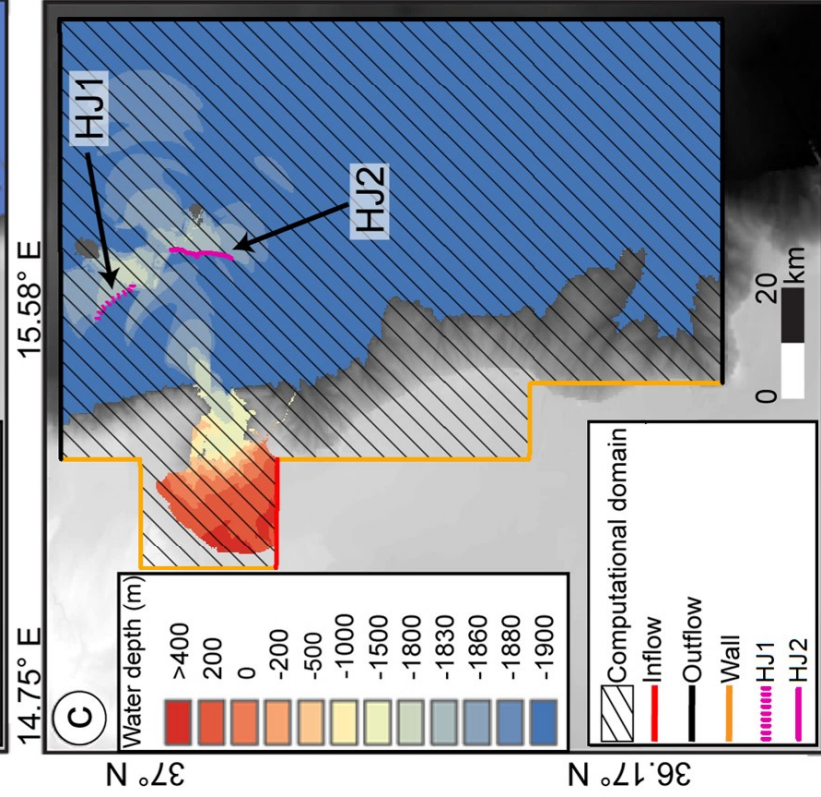 14.75° E
15.58° E
37° N
36.17° N
C
HJ1
HJ2
Water depth (m)
>400
200
0
-200
-500
-1000
-1500
-1800
-1830
-1860
-1880
-1900
Computational domain
Inflow
Outflow
Wall
HJ1
HJ2
0
20
km